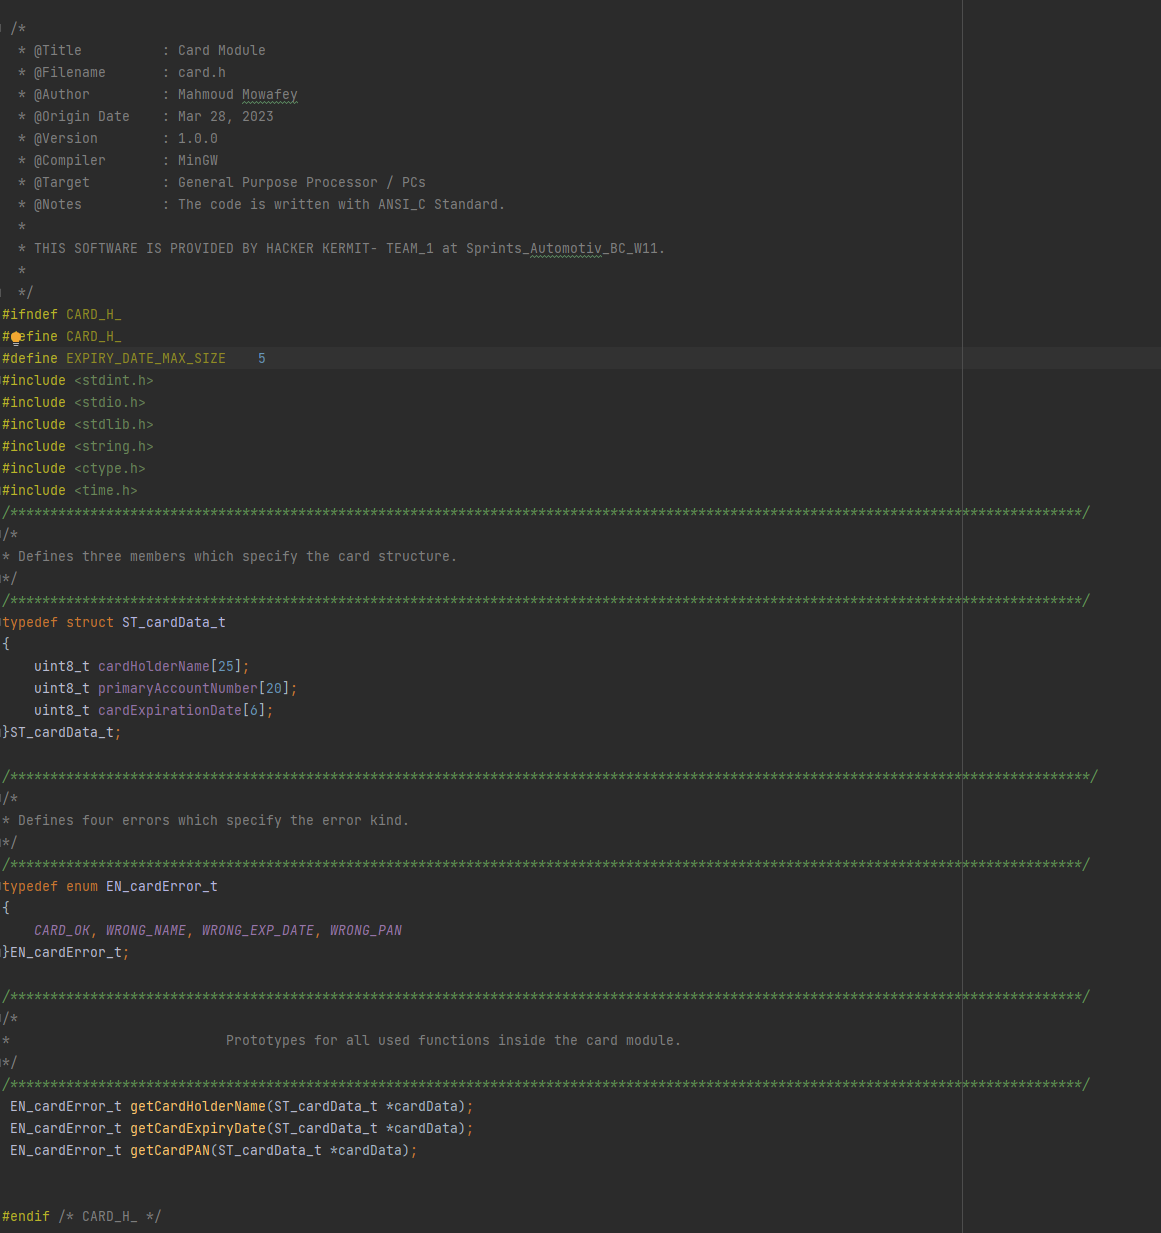 /*
 * @Title          : Card Module
 * @Filename       : card.h
 * @Author         : Mahmoud Mowafey
 * @Origin Date    : Mar 28, 2023
 * @Version        : 1.0.0
 * @Compiler       : MinGW
 * @Target         : General Purpose Processor / PCs
 * @Notes          : The code is written with ANSI_C Standard.
 *
 * THIS SOFTWARE IS PROVIDED BY HACKER KERMIT- TEAM_1 at Sprints_Automotiv_BC_W11.
 *
 */
#ifndef CARD_H_
#define CARD_H_
#define EXPIRY_DATE_MAX_SIZE    5
#include <stdint.h>
#include <stdio.h>
#include <stdlib.h>
#include <string.h>
#include <ctype.h>
#include <time.h>
/**************************************************************************************************************************************/
/*
* Defines three members which specify the card structure.
*/
/**************************************************************************************************************************************/
typedef struct ST_cardData_t
{
    uint8_t cardHolderName[25];
    uint8_t primaryAccountNumber[20];
    uint8_t cardExpirationDate[6];
}ST_cardData_t;
/***************************************************************************************************************************************/
/*
* Defines four errors which specify the error kind.
*/
/**************************************************************************************************************************************/
typedef enum EN_cardError_t
{
    CARD_OK, WRONG_NAME, WRONG_EXP_DATE, WRONG_PAN
}EN_cardError_t;
/**************************************************************************************************************************************/
/*
*                           Prototypes for all used functions inside the card module.
*/
/**************************************************************************************************************************************/
 EN_cardError_t getCardHolderName(ST_cardData_t *cardData);
 EN_cardError_t getCardExpiryDate(ST_cardData_t *cardData);
 EN_cardError_t getCardPAN(ST_cardData_t *cardData);
#endif /* CARD_H_ */